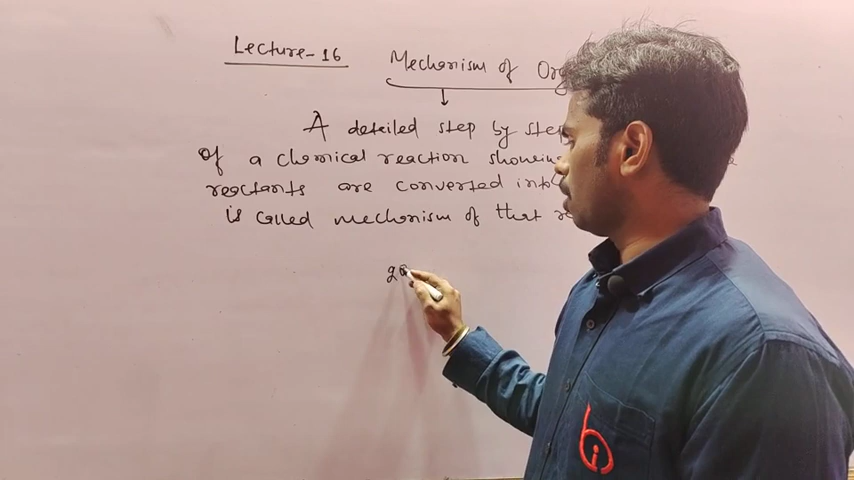 Lecture-16
Mechanism of Org
A detailed step by ste
of a chemical reaction showin
reactants are converted into
is called mechanism of that re